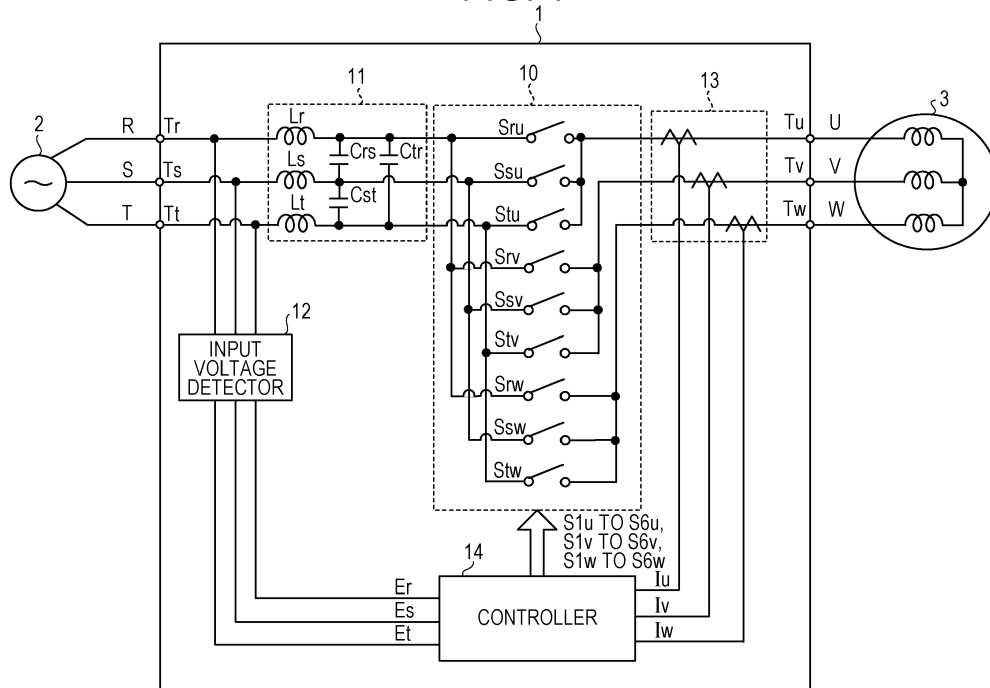 1
11
10
13
2
3
R
Tr
Lr
Crs
Ctr
Sru
Tu
U
S
Ts
Ls
Cst
Ssu
Tv
V
T
Tt
Lt
Stu
Tw
W
Srv
Ssv
12
INPUT
VOLTAGE
DETECTOR
Stv
Srw
Ssw
Stw
S1u TO S6u,
S1v TO S6v,
S1w TO S6w
14
CONTROLLER
Er
Es
Et
Iu
Iv
Iw